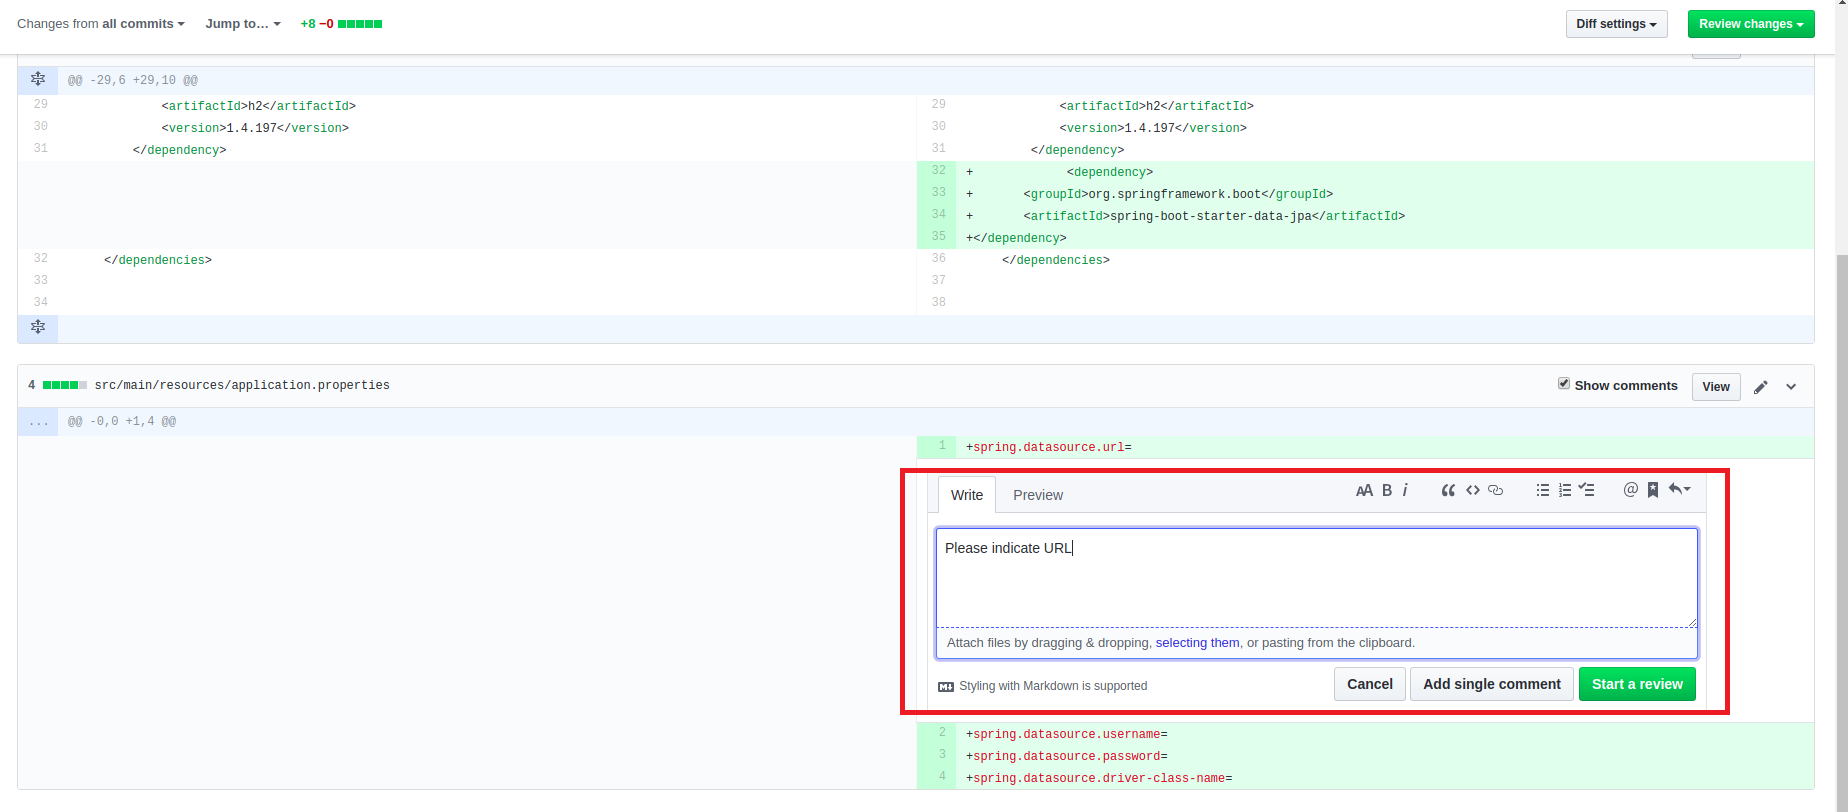 Changes from all commits Jump to… +8 −0 Diff settings Review changes
@@ -29,6 +29,10 @@
29 <artifactId>h2</artifactId> 29 <artifactId>h2</artifactId>
30 <version>1.4.197</version> 30 <version>1.4.197</version>
31 </dependency> 31 </dependency>
32 + <dependency>
33 + <groupId>org.springframework.boot</groupId>
34 + <artifactId>spring-boot-starter-data-jpa</artifactId>
35 +</dependency>
32 </dependencies> 36 </dependencies>
33 37
34 38
4 src/main/resources/application.properties Show comments View
... @@ -0,0 +1,4 @@
1 +spring.datasource.url=
Write Preview AA B i
Please indicate URL
Attach files by dragging & dropping, selecting them, or pasting from the clipboard.
Styling with Markdown is supported Cancel Add single comment Start a review
2 +spring.datasource.username=
3 +spring.datasource.password=
4 +spring.datasource.driver-class-name=